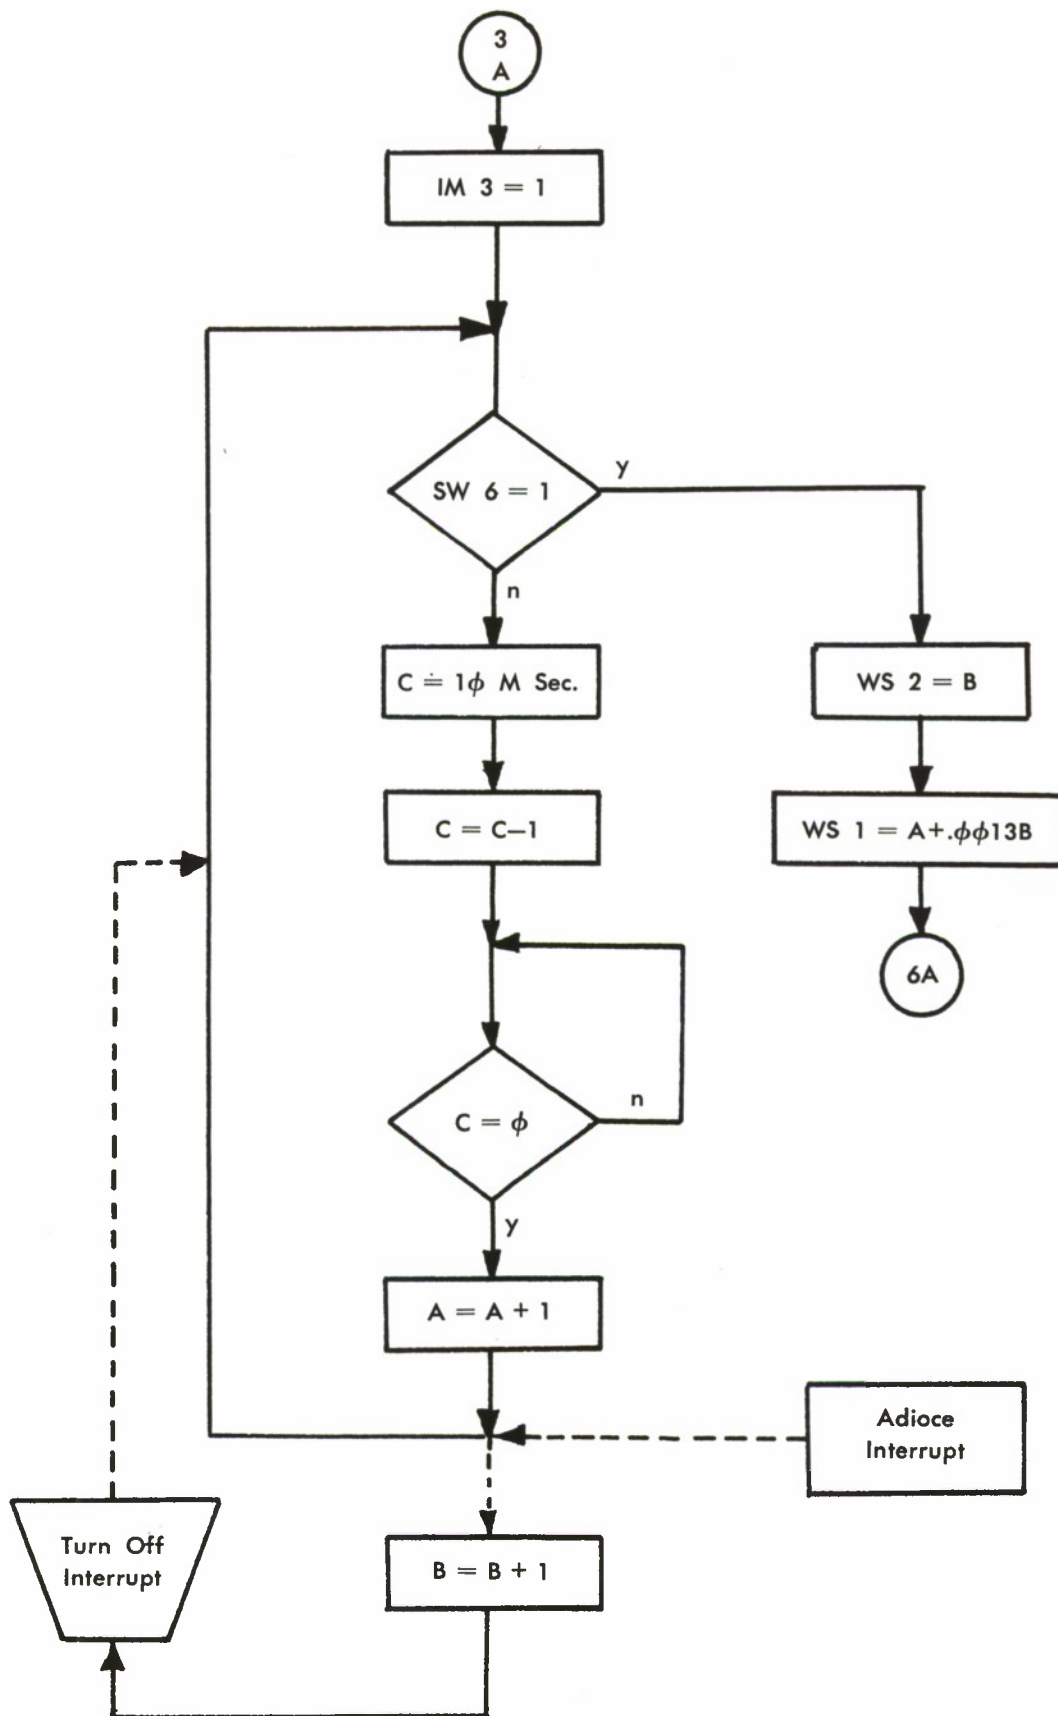 3
A
IM 3 = 1
SW 6 = 1
y
n
C ≐ 1ϕ M Sec.
WS 2 = B
C = C–1
WS 1 = A+.ϕϕ13B
6A
C = ϕ
n
y
A = A + 1
Adioce
Interrupt
Turn Off
Interrupt
B = B + 1